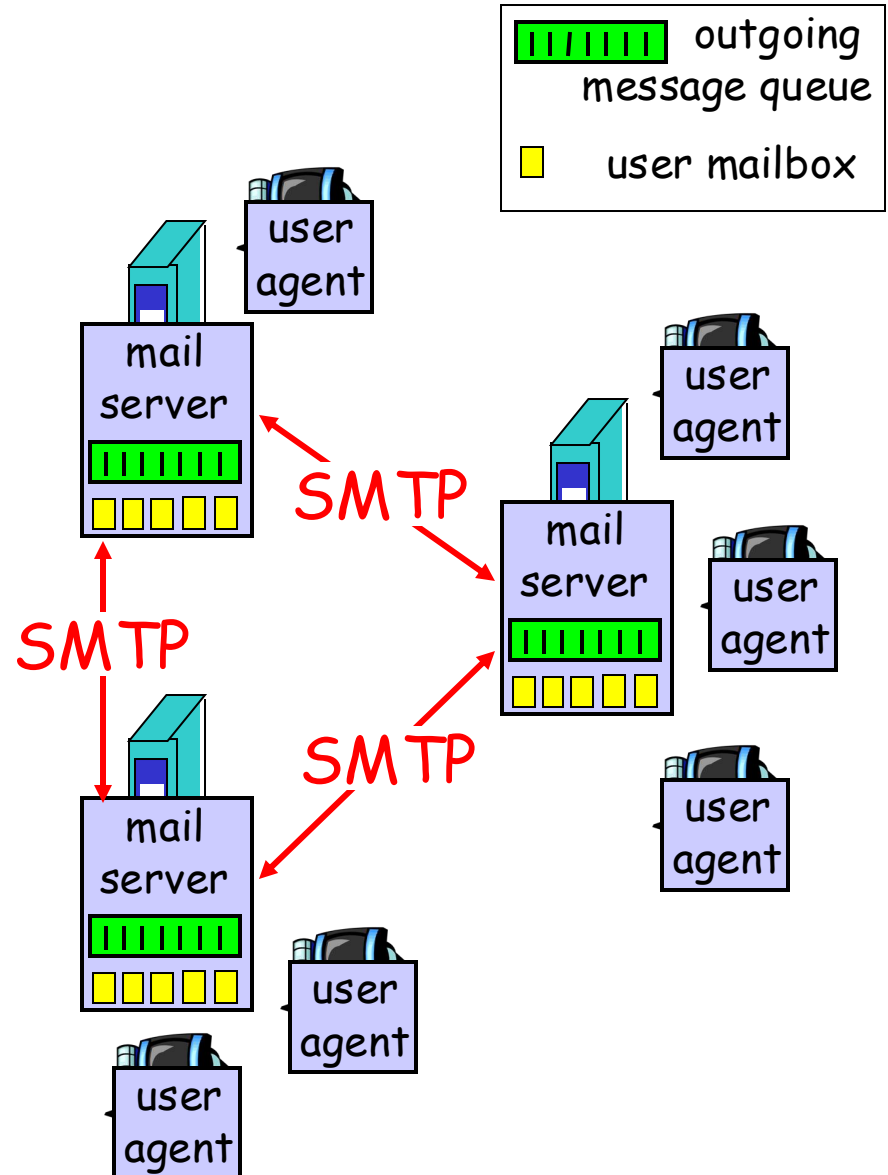 outgoing
message queue
user mailbox
user
agent
mail
server
user
agent
SMTP
mail
server
user
agent
SMTP
SMTP
user
agent
mail
server
user
agent
user
agent